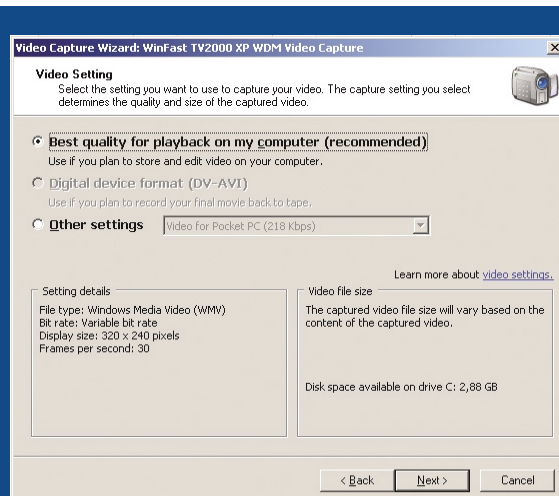 Video Capture Wizard: WinFast TV2000 XP WDM Video Capture
Video Setting
Select the setting you want to use to capture your video. The capture setting you select
determines the quality and size of the captured video.
Best quality for playback on my computer (recommended)
Use if you plan to store and edit video on your computer.
Digital device format (DV-AVI)
Use if you plan to record your final movie back to tape.
Other settings
Video for Pocket PC (218 Kbps)
Learn more about video settings.
Setting details
File type: Windows Media Video (WMV)
Bit rate: Variable bit rate
Display size: 320 x 240 pixels
Frames per second: 30
Video file size
The captured video file size will vary based on the
content of the captured video.
Disk space available on drive C: 2,88 GB
< Back
Next >
Cancel